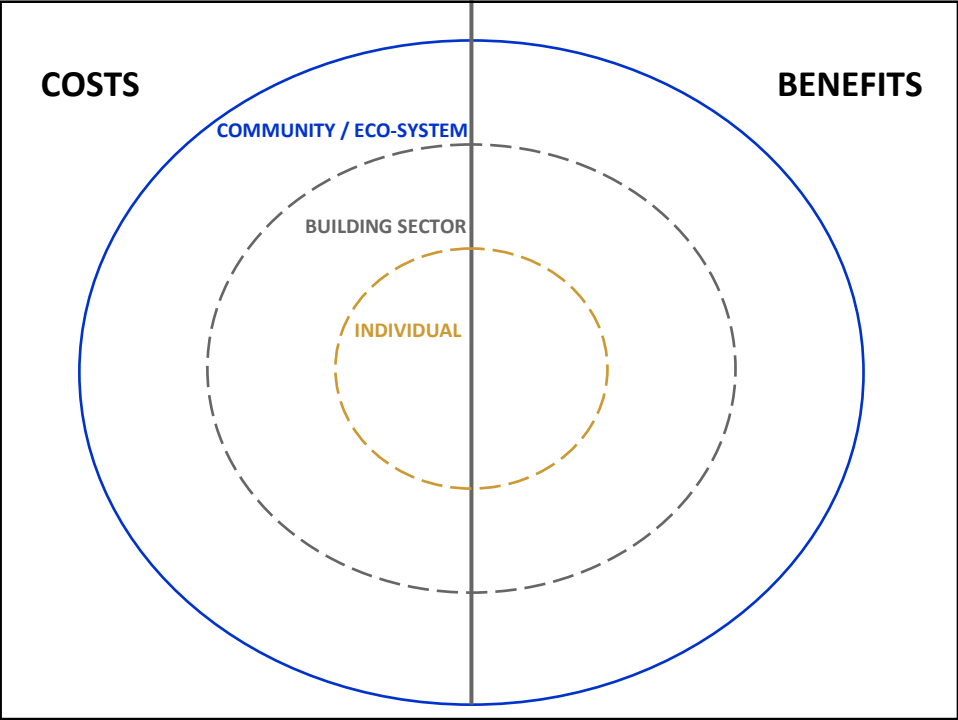 COSTS
BENEFITS
COMMUNITY / ECO-SYSTEM
BUILDING SECTOR
INDIVIDUAL